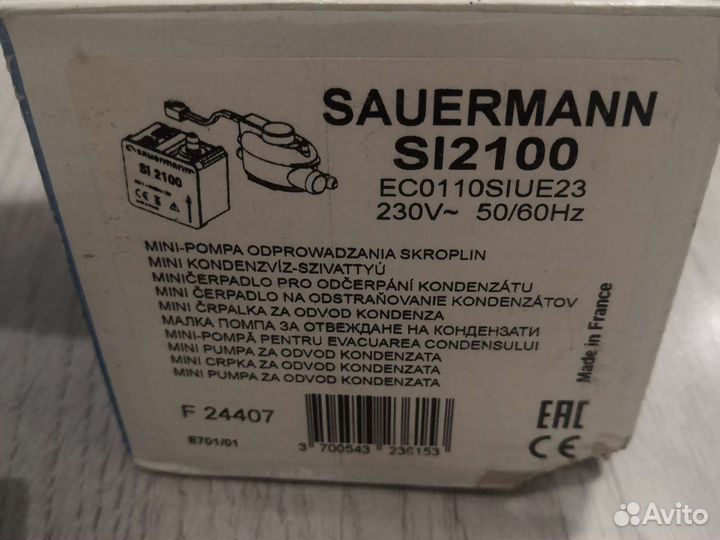 SAUERMANN
SI2100
EC0110SIUE23
230V~ 50/60Hz
sauermann
SI 2100
CE
MINI-POMPA ODPROWADZANIA SKROPLIN
MINI KONDENZVÍZ-SZIVATTYÚ
MINIČERPADLO PRO ODČERPÁNÍ KONDENZÁTU
MINI ČERPADLO NA ODSTRAŇOVANIE KONDENZÁTOV
MINI ČRPALKA ZA ODVOD KONDENZA
МАЛКА ПОМПА ЗА ОТВЕЖДАНЕ НА КОНДЕНЗАТИ
MINI-POMPĂ PENTRU EVACUAREA CONDENSULUI
MINI PUMPA ZA ODVOD KONDENZATA
MINI CRPKA ZA ODVOD KONDENZATA
MINI PUMPA ZA ODVOD KONDENZATA
Made in France
F 24407
E701/01
3 700543 236153
EAC
CE
Avito